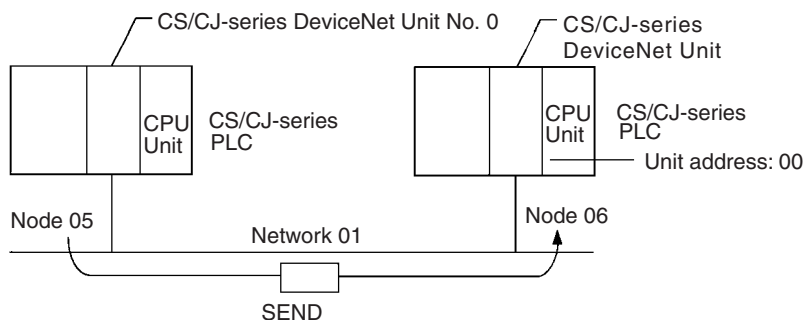 CS/CJ-series DeviceNet Unit No. 0
CS/CJ-series
DeviceNet Unit
CPU
Unit
CS/CJ-series
PLC
CPU
Unit
CS/CJ-series
PLC
Unit address: 00
Node 05
Network 01
Node 06
SEND